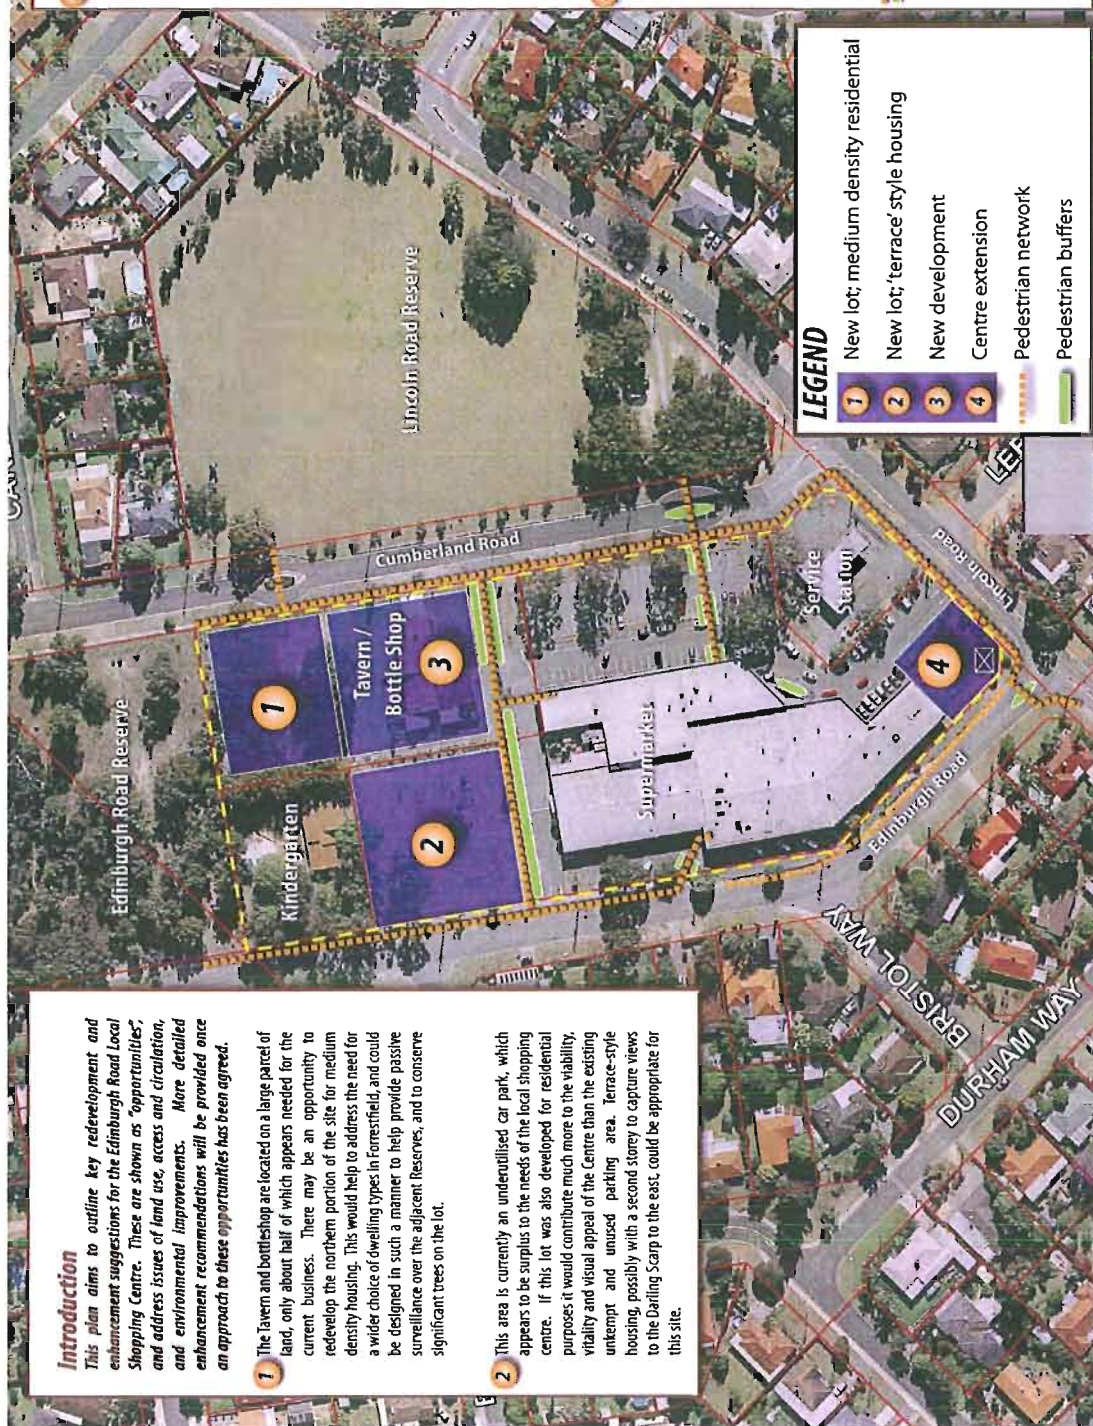 Introduction
This plan aims to outline key redevelopment and
enhancement suggestions for the Edinburgh Road Local
Shopping Centre. These are shown as "opportunities",
and address issues of land use, access and circulation,
and environmental improvements. More detailed
enhancement recommendations will be provided once
an approach to these opportunities has been agreed.
1 The Tavern and bottleshop are located on a large parcel of
land, only about half of which appears needed for the
current business. There may be an opportunity to
redevelop the northern portion of the site for medium
density housing. This would help to address the need for
a wider choice of dwelling types in Forrestfield, and could
be designed in such a manner to help provide passive
surveillance over the adjacent Reserves, and to conserve
significant trees on the lot.
2 This area is currently an underutilised car park, which
appears to be surplus to the needs of the local shopping
centre. If this lot was also developed for residential
purposes it would contribute much more to the viability,
vitality and visual appeal of the Centre than the existing
unkempt and unused parking area. Terrace-style
housing, possibly with a second storey to capture views
to the Darling Scarp to the east, could be appropriate for
this site.
Edinburgh Road Reserve
Kindergarten
1
2
Tavern /
Bottle Shop
3
Cumberland Road
Lincoln Road Reserve
Supermarket
Service
Station
4
Lincoln Road
Edinburgh Road
BRISTOL WAY
DURHAM WAY
LEGEND
1 New lot; medium density residential
2 New lot; 'terrace' style housing
3 New development
4 Centre extension
Pedestrian network
Pedestrian buffers